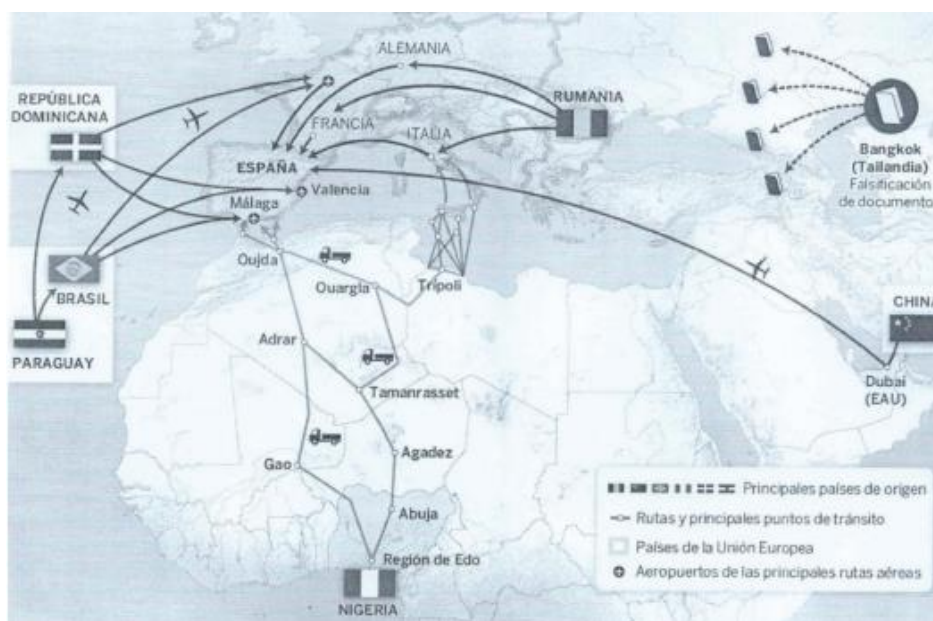 ALEMANIA
REPÚBLICA
DOMINICANA
FRANCIA
ITALIA
RUMANIA
Bangkok
(Tailandia)
Falsificación
de documento
ESPAÑA
Valencia
Málaga
Oujda
BRASIL
PARAGUAY
Ouargla
Trípoli
CHINA
Adrar
Tamanrasset
Dubai
(EAU)
Gao
Agadez
Abuja
Región de Edo
NIGERIA
Principales países de origen
Rutas y principales puntos de tránsito
Países de la Unión Europea
Aeropuertos de las principales rutas aéreas